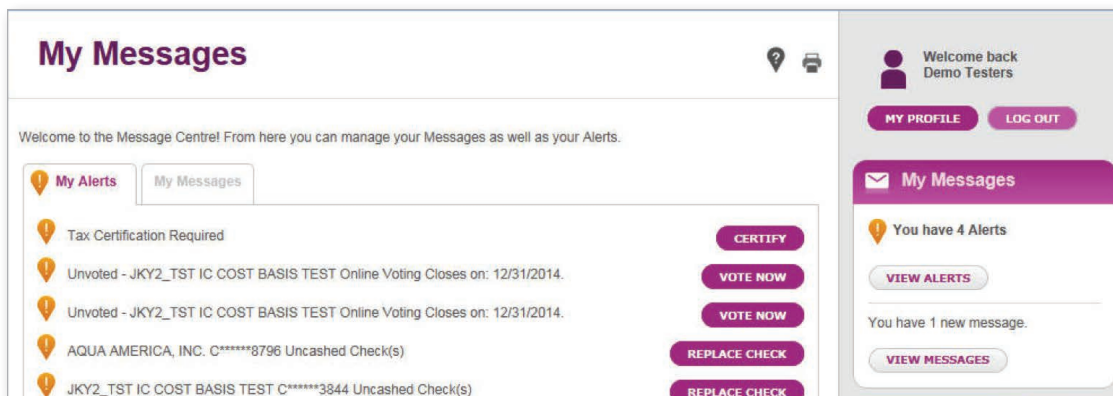 My Messages
?
Welcome to the Message Centre! From here you can manage your Messages as well as your Alerts.
My Alerts
My Messages
Tax Certification Required
CERTIFY
Unvoted - JKY2_TST IC COST BASIS TEST Online Voting Closes on: 12/31/2014.
VOTE NOW
Unvoted - JKY2_TST IC COST BASIS TEST Online Voting Closes on: 12/31/2014.
VOTE NOW
AQUA AMERICA, INC. C******8796 Uncashed Check(s)
REPLACE CHECK
JKY2_TST IC COST BASIS TEST C******3844 Uncashed Check(s)
REPLACE CHECK
Welcome back
Demo Testers
MY PROFILE
LOG OUT
My Messages
You have 4 Alerts
VIEW ALERTS
You have 1 new message.
VIEW MESSAGES